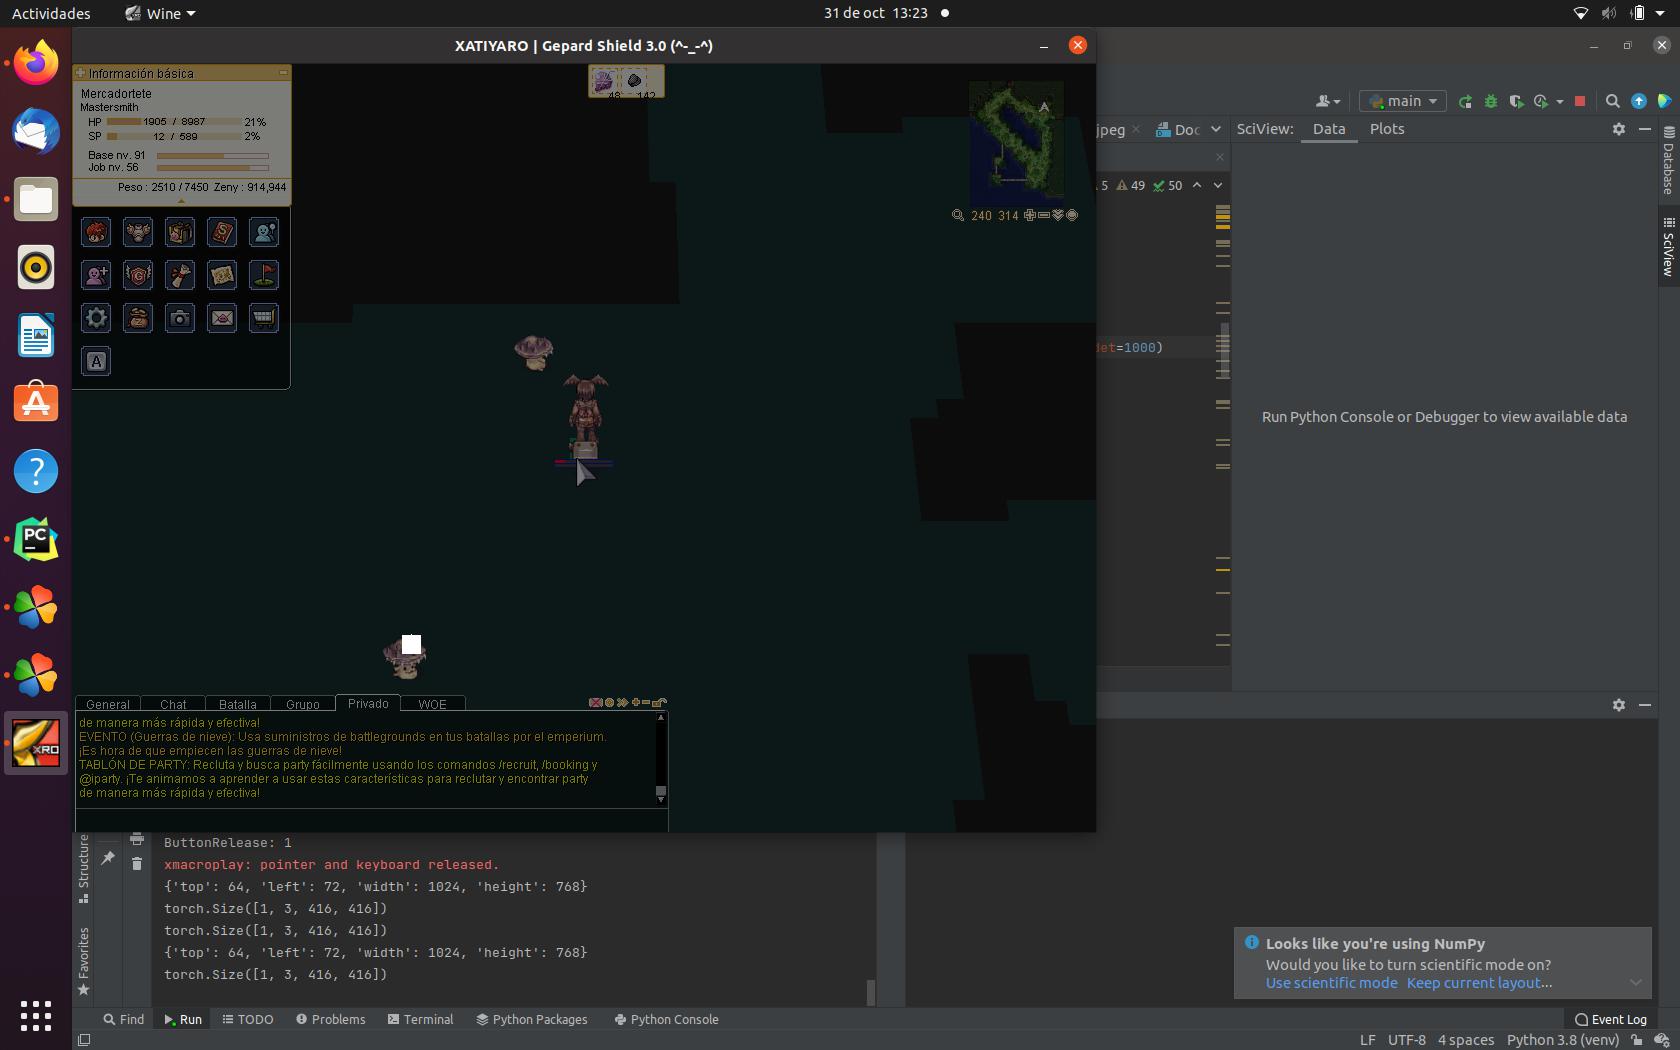 Actividades
Wine
31 de oct 13:23
XATIYARO | Gepard Shield 3.0 (^-_-^)
Información básica
Mercadortete
Mastersmith
HP 1905 / 8987 21%
SP 12 / 589 2%
Base nv. 91
Job nv. 56
Peso : 2510 / 7450 Zeny : 914,944
48 142
240 314
main
jpeg
Doc
SciView: Data Plots
5 49 50
Database
SciView
det=1000)
Run Python Console or Debugger to view available data
General Chat Batalla Grupo Privado WOE
de manera más rápida y efectiva!
EVENTO (Guerras de nieve): Usa suministros de battlegrounds en tus batallas por el emperium.
¡Es hora de que empiecen las guerras de nieve!
TABLÓN DE PARTY: Recluta y busca party fácilmente usando los comandos /recruit, /booking y
@iparty. ¡Te animamos a aprender a usar estas características para reclutar y encontrar party
de manera más rápida y efectiva!
XRO
Structure
Favorites
ButtonRelease: 1
xmacroplay: pointer and keyboard released.
{'top': 64, 'left': 72, 'width': 1024, 'height': 768}
torch.Size([1, 3, 416, 416])
torch.Size([1, 3, 416, 416])
{'top': 64, 'left': 72, 'width': 1024, 'height': 768}
torch.Size([1, 3, 416, 416])
Looks like you're using NumPy
Would you like to turn scientific mode on?
Use scientific mode Keep current layout...
Find Run TODO Problems Terminal Python Packages Python Console
Event Log
LF UTF-8 4 spaces Python 3.8 (venv)